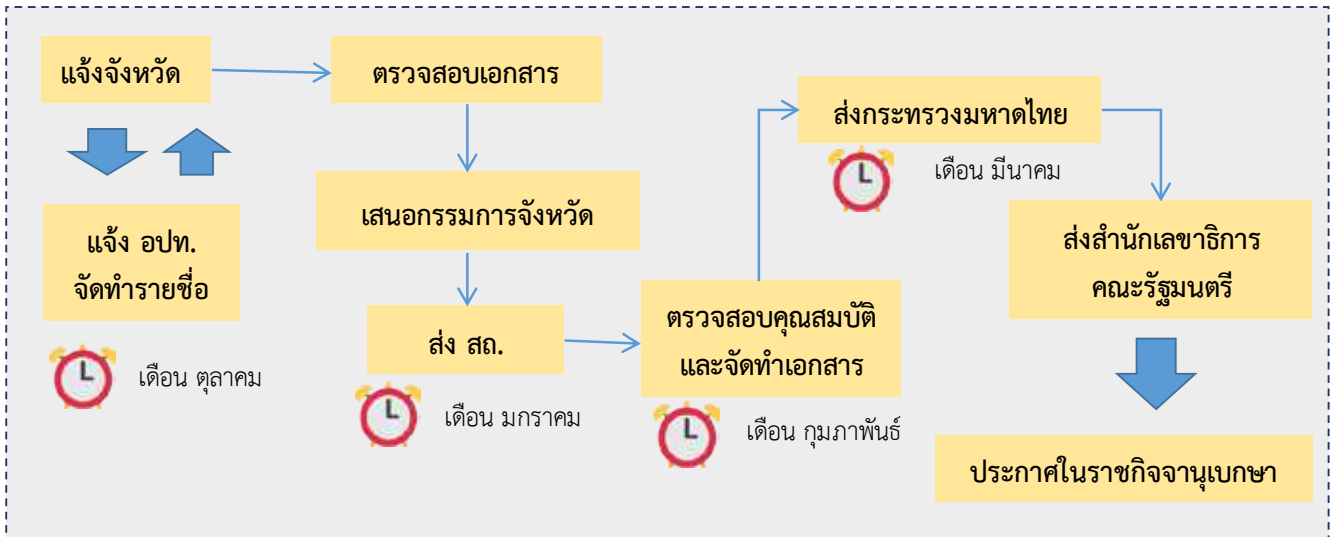 แจ้งจังหวัด
ตรวจสอบเอกสาร
แจ้ง อปท.
จัดทำรายชื่อ
เดือน ตุลาคม
เสนอกรรมการจังหวัด
ส่ง สถ.
เดือน มกราคม
ตรวจสอบคุณสมบัติ
และจัดทำเอกสาร
เดือน กุมภาพันธ์
ส่งกระทรวงมหาดไทย
เดือน มีนาคม
ส่งสำนักเลขาธิการ
คณะรัฐมนตรี
ประกาศในราชกิจจานุเบกษา